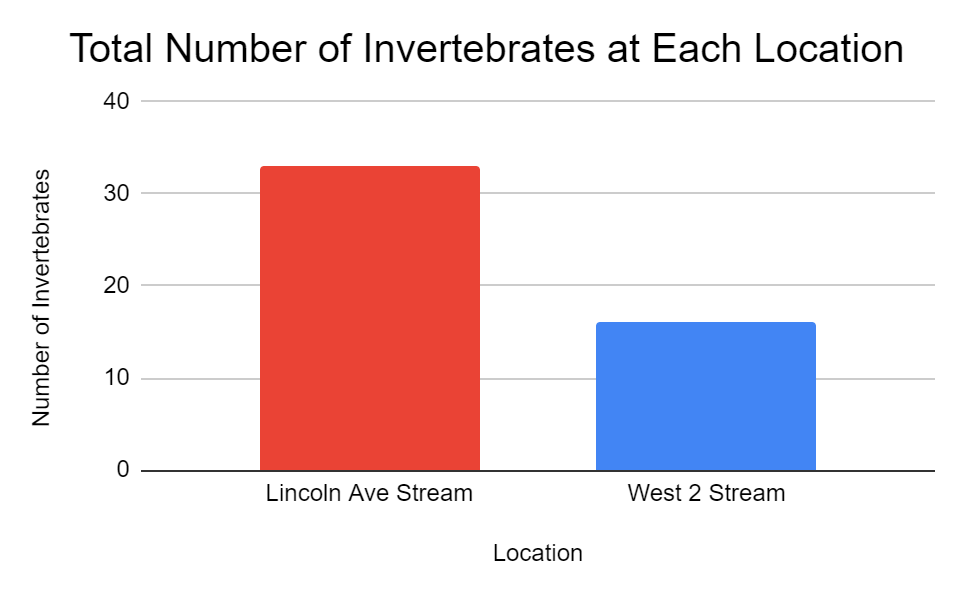 Total Number of Invertebrates at Each Location
Number of Invertebrates
40
30
20
10
0
Lincoln Ave Stream
West 2 Stream
Location